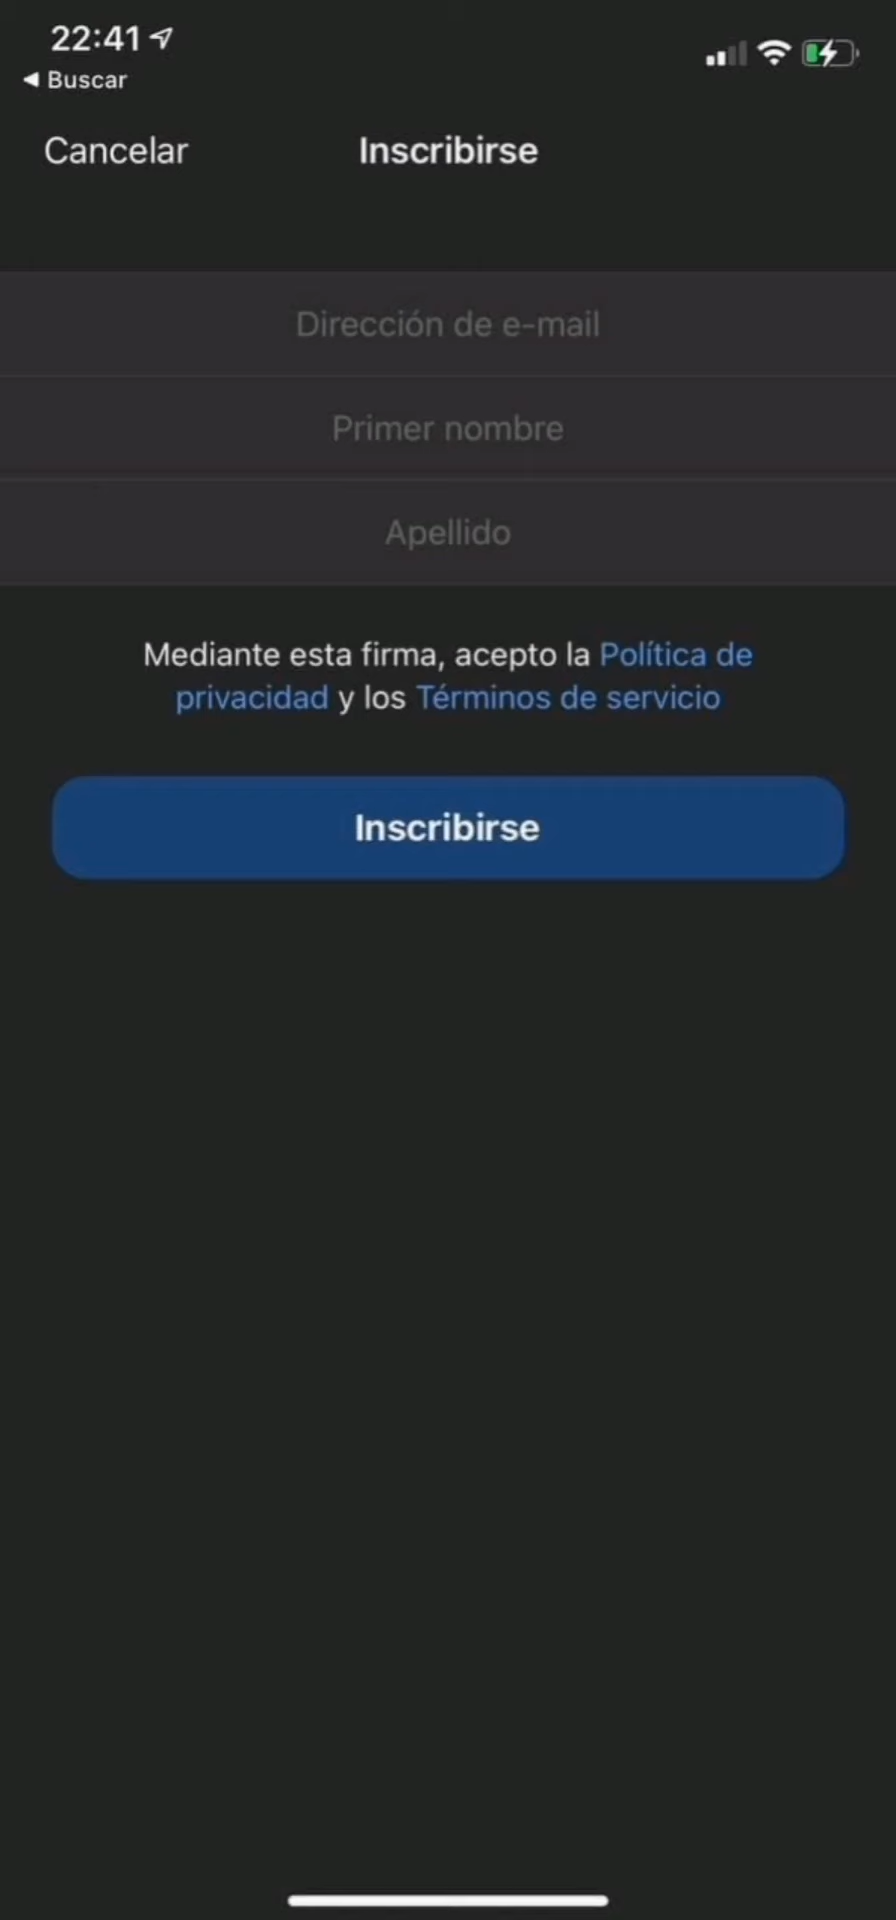 22:41
◀ Buscar
Cancelar
Inscribirse
Dirección de e-mail
Primer nombre
Apellido
Mediante esta firma, acepto la Política de
privacidad y los Términos de servicio
Inscribirse